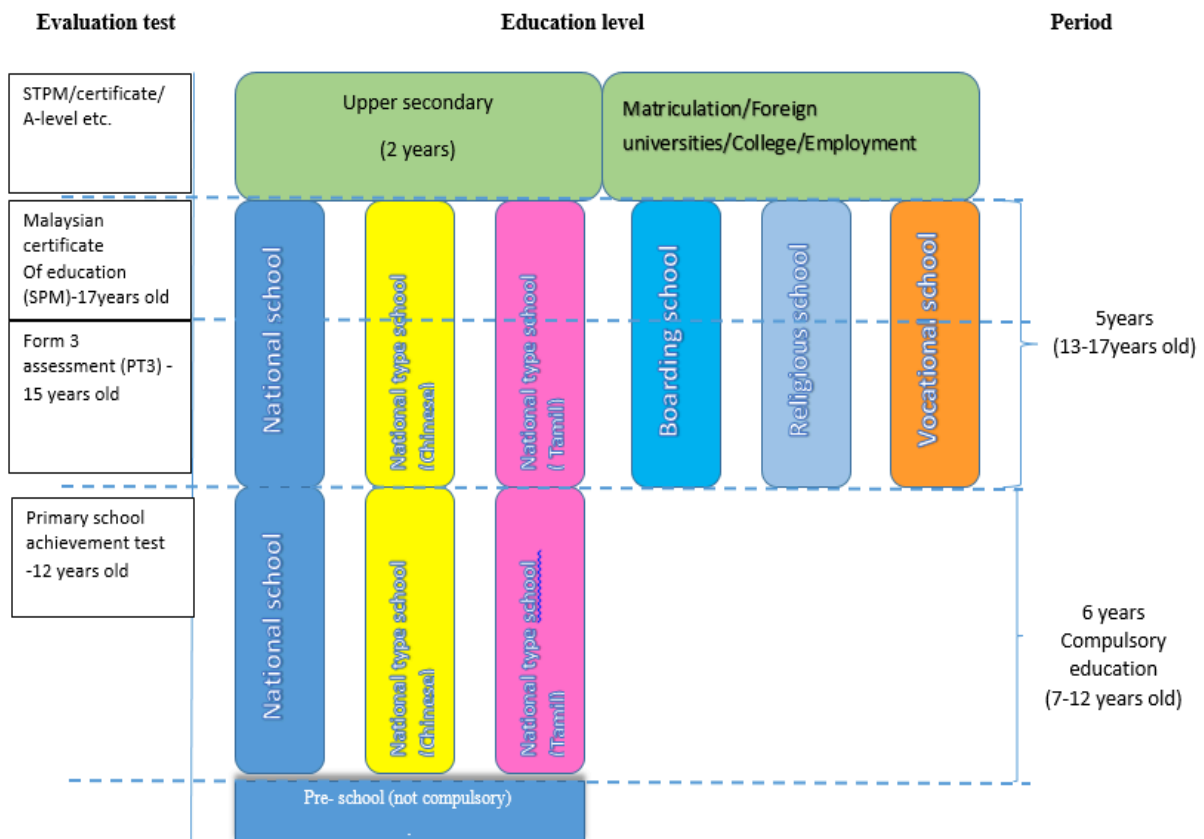 Evaluation test
Education level
Period
STPM/certificate/
A-level etc.
Upper secondary
(2 years)
Matriculation/Foreign
universities/College/Employment
Malaysian
certificate
Of education
(SPM)-17years old
Form 3
assessment (PT3) -
15 years old
National school
National type school
(Chinese)
National type school
( Tamil)
Boarding school
Religious school
Vocational school
5years
(13-17years old)
Primary school
achievement test
-12 years old
National school
National type school
(Chinese)
National type school
(Tamil)
6 years
Compulsory
education
(7-12 years old)
Pre- school (not compulsory)
.